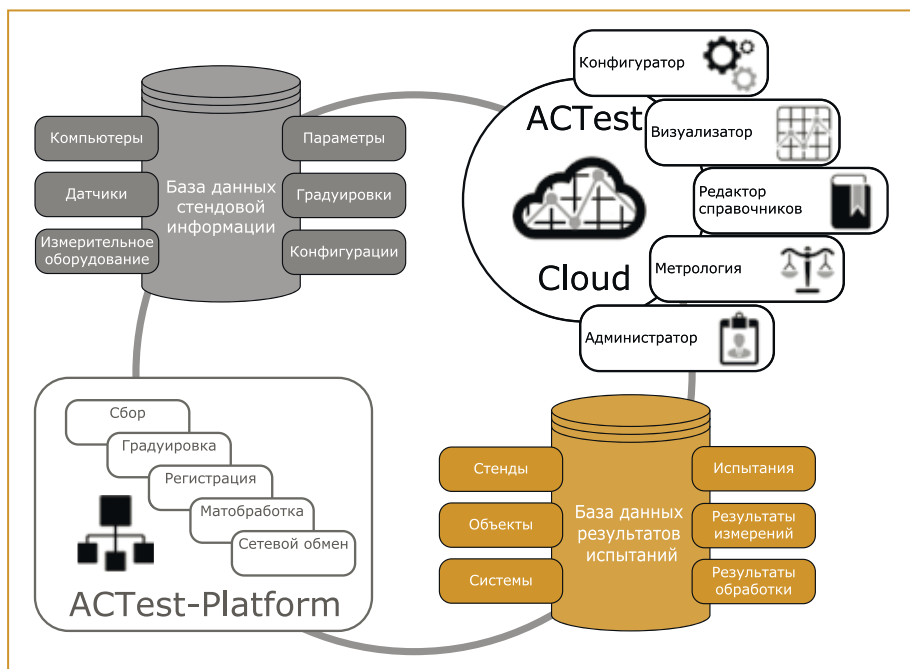 Компьютеры
Датчики
Измерительное
оборудование
База данных
стендовой
информации
Параметры
Градуировки
Конфигурации
ACTest
Cloud
Конфигуратор
Визуализатор
Редактор
справочников
Метрология
Администратор
Сбор
Градуировка
Регистрация
Матобработка
Сетевой обмен
ACTest-Platform
Стенды
Объекты
Системы
База данных
результатов
испытаний
Испытания
Результаты
измерений
Результаты
обработки